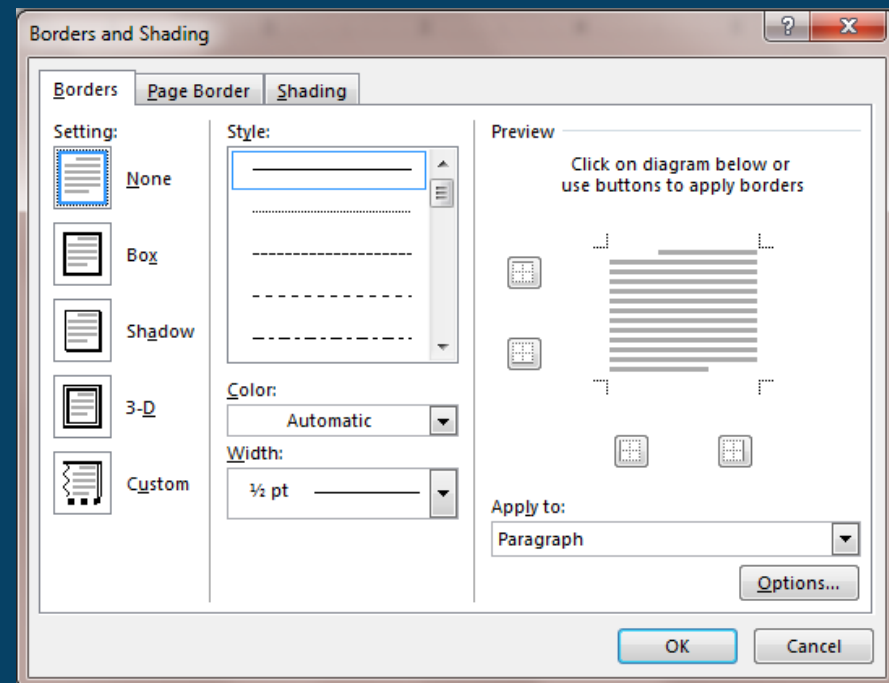 Borders and Shading
Borders
Page Border
Shading
Setting:
None
Box
Shadow
3-D
Custom
Style:
Color:
Automatic
Width:
½ pt
Preview
Click on diagram below or
use buttons to apply borders
Apply to:
Paragraph
Options...
OK
Cancel